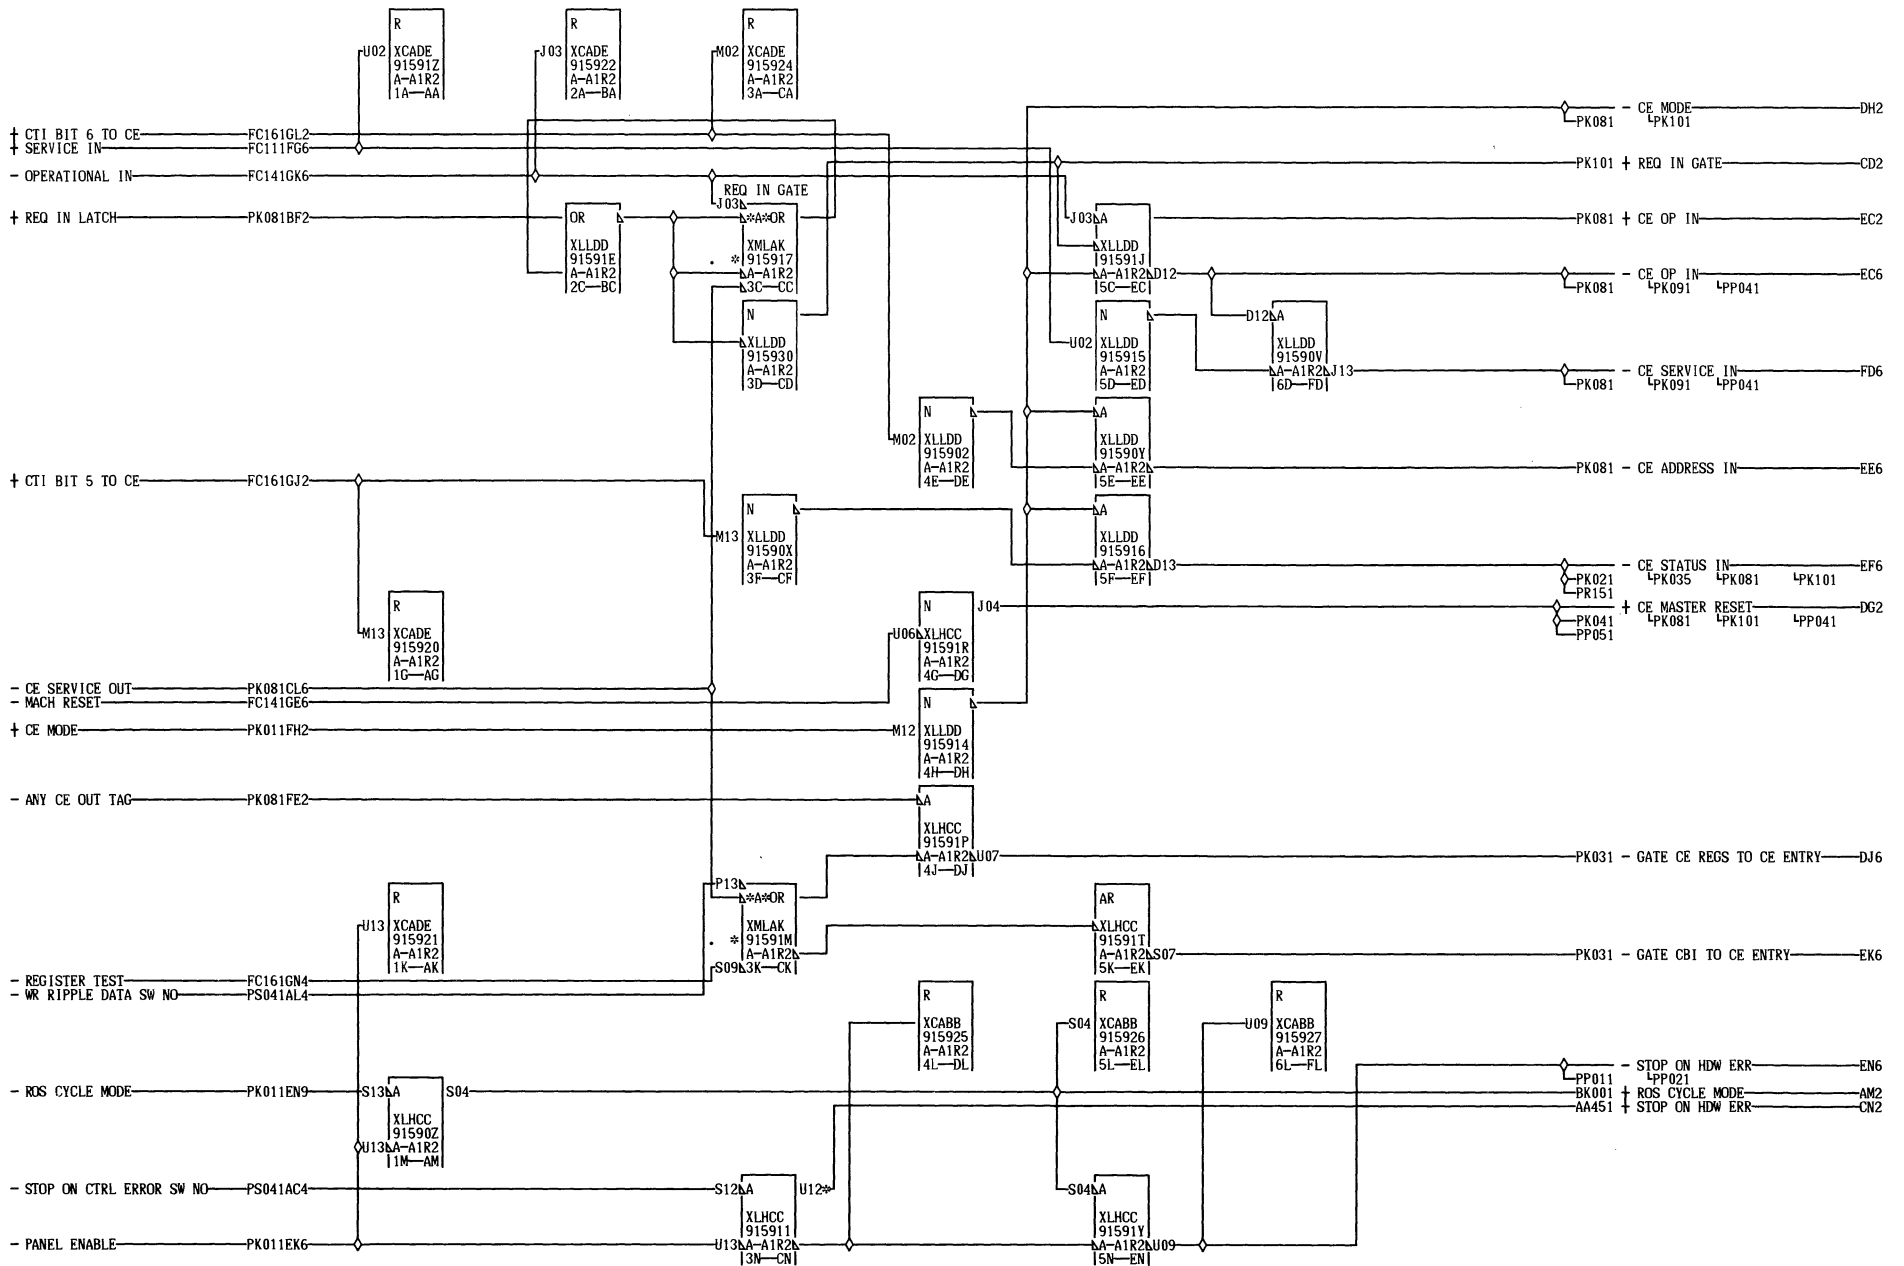 R
U02 XCADE
91591Z
A-A1R2
1A—AA
R
J03 XCADE
915922
A-A1R2
2A—BA
R
M02 XCADE
915924
A-A1R2
3A—CA
- CE MODE DH2
PK081 PK101
+ CTI BIT 6 TO CE FC161GL2
+ SERVICE IN FC111FG6
PK101 + REQ IN GATE CD2
- OPERATIONAL IN FC141GK6
REQ IN GATE
+ REQ IN LATCH PK081BF2
OR
XLLDD
91591E
A-A1R2
2C—BC
J03
*A*OR
XMLAK
* 915917
A-A1R2
3C—CC
J03 A
XLLDD
91591J
A-A1R2 D12
5C—EC
PK081 + CE OP IN EC2
- CE OP IN EC6
PK081 PK091 PP041
N
XLLDD
915930
A-A1R2
3D—CD
N
U02 XLLDD
915915
A-A1R2
5D—ED
D12 A
XLLDD
91590V
A-A1R2 J13
6D—FD
- CE SERVICE IN FD6
PK081 PK091 PP041
N
M02 XLLDD
915902
A-A1R2
4E—DE
A
XLLDD
91590Y
A-A1R2
5E—EE
PK081 - CE ADDRESS IN EE6
+ CTI BIT 5 TO CE FC161GJ2
N
M13 XLLDD
91590X
A-A1R2
3F—CF
A
XLLDD
915916
A-A1R2 D13
5F—EF
- CE STATUS IN EF6
PK021 PK035 PK081 PK101
PR151
R
M13 XCADE
915920
A-A1R2
1G—AG
N J04
U06 XLHCC
91591R
A-A1R2
4G—DG
+ CE MASTER RESET DG2
PK041 PK081 PK101 PP041
PP051
- CE SERVICE OUT PK081CL6
- MACH RESET FC141GE6
+ CE MODE PK011FH2
N
M12 XLLDD
915914
A-A1R2
4H—DH
- ANY CE OUT TAG PK081FE2
A
XLHCC
91591P
A-A1R2 U07
4J—DJ
PK031 - GATE CE REGS TO CE ENTRY DJ6
R
U13 XCADE
915921
A-A1R2
1K—AK
P13
*A*OR
XMLAK
* 91591M
A-A1R2
S09 3K—CK
AR
XLHCC
91591T
A-A1R2 S07
5K—EK
PK031 - GATE CBI TO CE ENTRY EK6
- REGISTER TEST FC161GN4
- WR RIPPLE DATA SW NO PS041AL4
R
XCABB
915925
A-A1R2
4L—DL
R
S04 XCABB
915926
A-A1R2
5L—EL
R
U09 XCABB
915927
A-A1R2
6L—FL
- STOP ON HDW ERR EN6
PP011 PP021
BK001 + ROS CYCLE MODE AM2
AA451 + STOP ON HDW ERR CN2
- ROS CYCLE MODE PK011EN9
S13 A S04
XLHCC
91590Z
U13 A-A1R2
1M—AM
- STOP ON CTRL ERROR SW NO PS041AC4
S12 A U12*
XLHCC
915911
U13 A-A1R2
3N—CN
S04 A
XLHCC
91591Y
A-A1R2 U09
5N—EN
- PANEL ENABLE PK011EK6